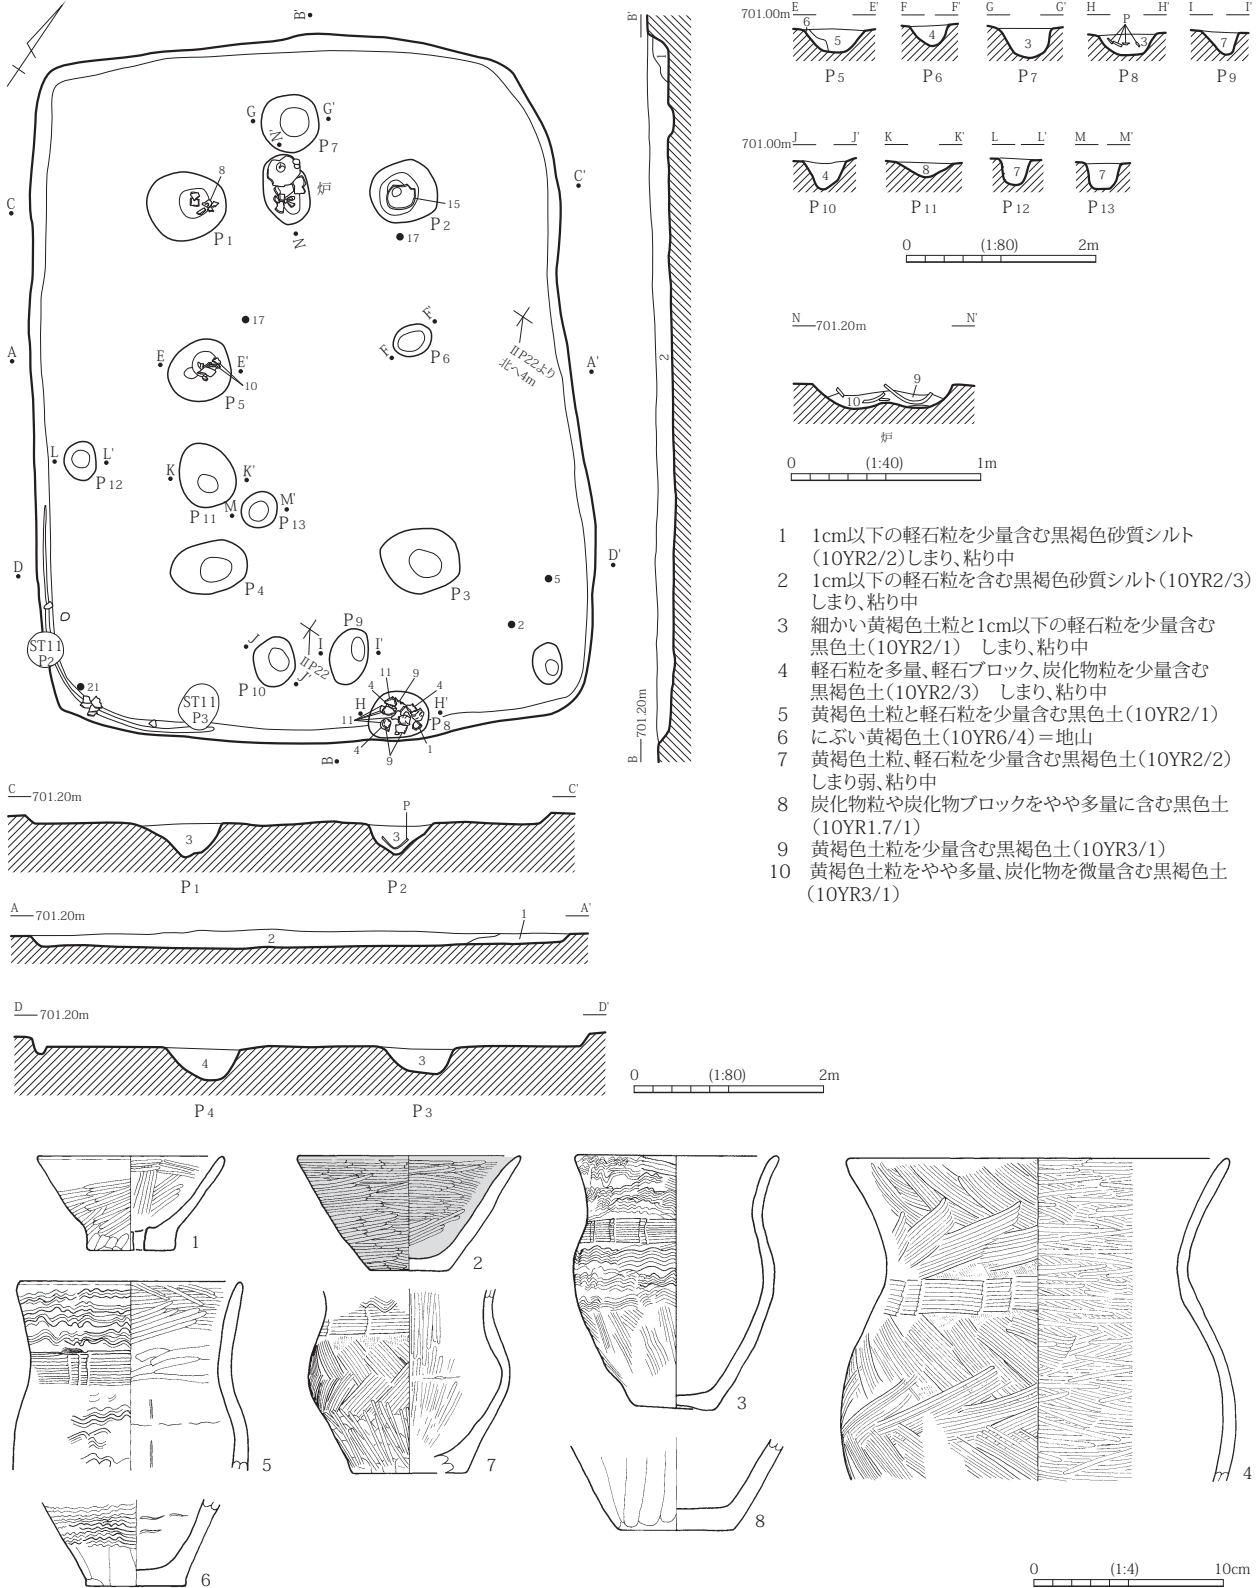 B'
G G'
N'
P7
8
炉
C C'
15
P1
N
P2
17
17
F'
E E'
F
P6
A A'
ⅡP22より
北へ4m
10
P5
L L'
K K'
P12
M M'
P11
P13
D D'
P4
P3
5
P9
2
J
I I'
ⅡP22
J'
P10
ST11
P2
21
ST11
P3
4 11 9 4
H H'
11
P8
4
9
1
B
B'
1
2
B 701.20m
701.00m E E' F F' G G' H P H' I I'
6 5 4 3 3 7
P5 P6 P7 P8 P9
701.00m J J' K K' L L' M M'
4 8 7 7
P10 P11 P12 P13
0 (1:80) 2m
N 701.20m N'
9
10
炉
0 (1:40) 1m
1 1cm以下の軽石粒を少量含む黒褐色砂質シルト
(10YR2/2)しまり、粘り中
2 1cm以下の軽石粒を含む黒褐色砂質シルト(10YR2/3)
しまり、粘り中
3 細かい黄褐色土粒と1cm以下の軽石粒を少量含む
黒色土(10YR2/1) しまり、粘り中
4 軽石粒を多量、軽石ブロック、炭化物粒を少量含む
黒褐色土(10YR2/3) しまり、粘り中
5 黄褐色土粒と軽石粒を少量含む黒色土(10YR2/1)
6 にぶい黄褐色土(10YR6/4)=地山
7 黄褐色土粒、軽石粒を少量含む黒褐色土(10YR2/2)
しまり弱、粘り中
8 炭化物粒や炭化物ブロックをやや多量に含む黒色土
(10YR1.7/1)
9 黄褐色土粒を少量含む黒褐色土(10YR3/1)
10 黄褐色土粒をやや多量、炭化物を微量含む黒褐色土
(10YR3/1)
C 701.20m C'
P
3 3
P1 P2
A 701.20m A'
1
2
D 701.20m D'
4 3
P4 P3
0 (1:80) 2m
1
2
3
4
5
7
8
6
0 (1:4) 10cm